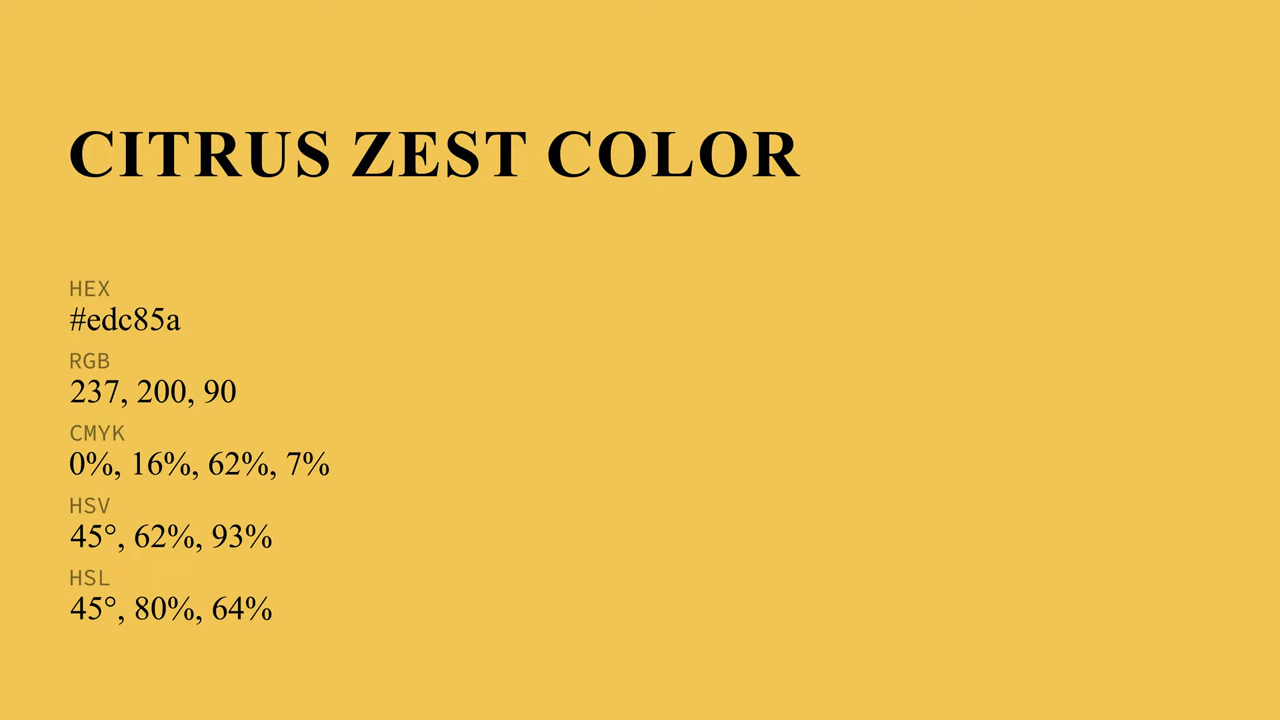 CITRUS ZEST COLOR
HEX
#edc85a
RGB
237, 200, 90
CMYK
0%, 16%, 62%, 7%
HSV
45°, 62%, 93%
HSL
45°, 80%, 64%